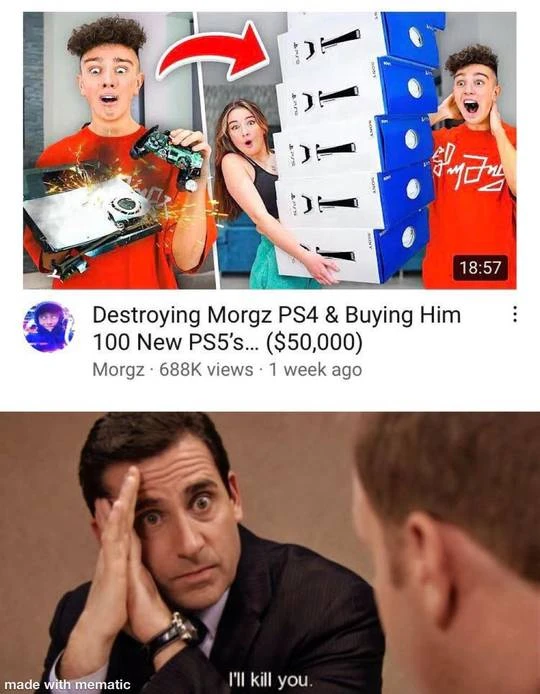 18:57
Destroying Morgz PS4 & Buying Him
100 New PS5's... ($50,000)
Morgz · 688K views · 1 week ago
I'll kill you.
made with mematic